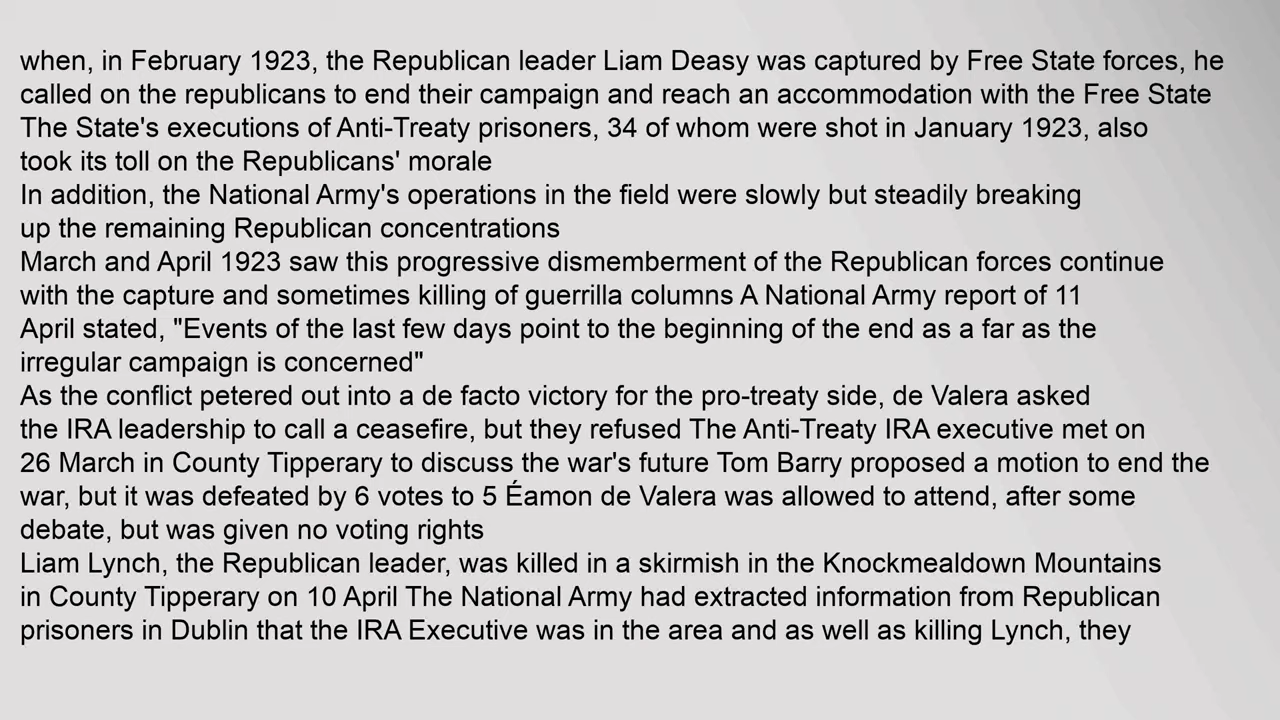 when, in February 1923, the Republican leader Liam Deasy was captured by Free State forces, he
called on the republicans to end their campaign and reach an accommodation with the Free State
The State's executions of Anti-Treaty prisoners, 34 of whom were shot in January 1923, also
took its toll on the Republicans' morale
In addition, the National Army's operations in the field were slowly but steadily breaking
up the remaining Republican concentrations
March and April 1923 saw this progressive dismemberment of the Republican forces continue
with the capture and sometimes killing of guerrilla columns A National Army report of 11
April stated, "Events of the last few days point to the beginning of the end as a far as the
irregular campaign is concerned"
As the conflict petered out into a de facto victory for the pro-treaty side, de Valera asked
the IRA leadership to call a ceasefire, but they refused The Anti-Treaty IRA executive met on
26 March in County Tipperary to discuss the war's future Tom Barry proposed a motion to end the
war, but it was defeated by 6 votes to 5 Éamon de Valera was allowed to attend, after some
debate, but was given no voting rights
Liam Lynch, the Republican leader, was killed in a skirmish in the Knockmealdown Mountains
in County Tipperary on 10 April The National Army had extracted information from Republican
prisoners in Dublin that the IRA Executive was in the area and as well as killing Lynch, they